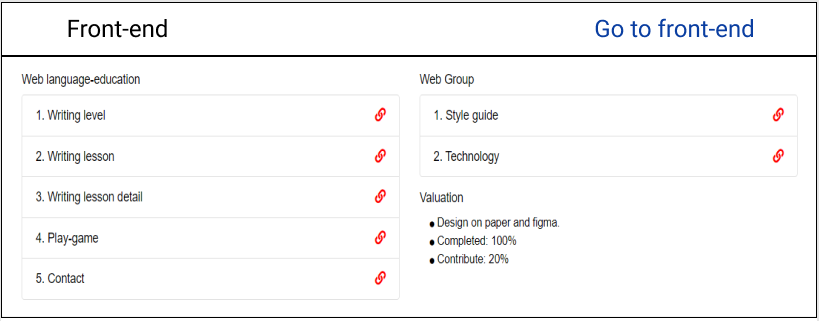 Front-end
Go to front-end
Web language-education
1. Writing level
2. Writing lesson
3. Writing lesson detail
4. Play-game
5. Contact
Web Group
1. Style guide
2. Technology
Valuation
● Design on paper and figma.
● Completed: 100%
● Contribute: 20%